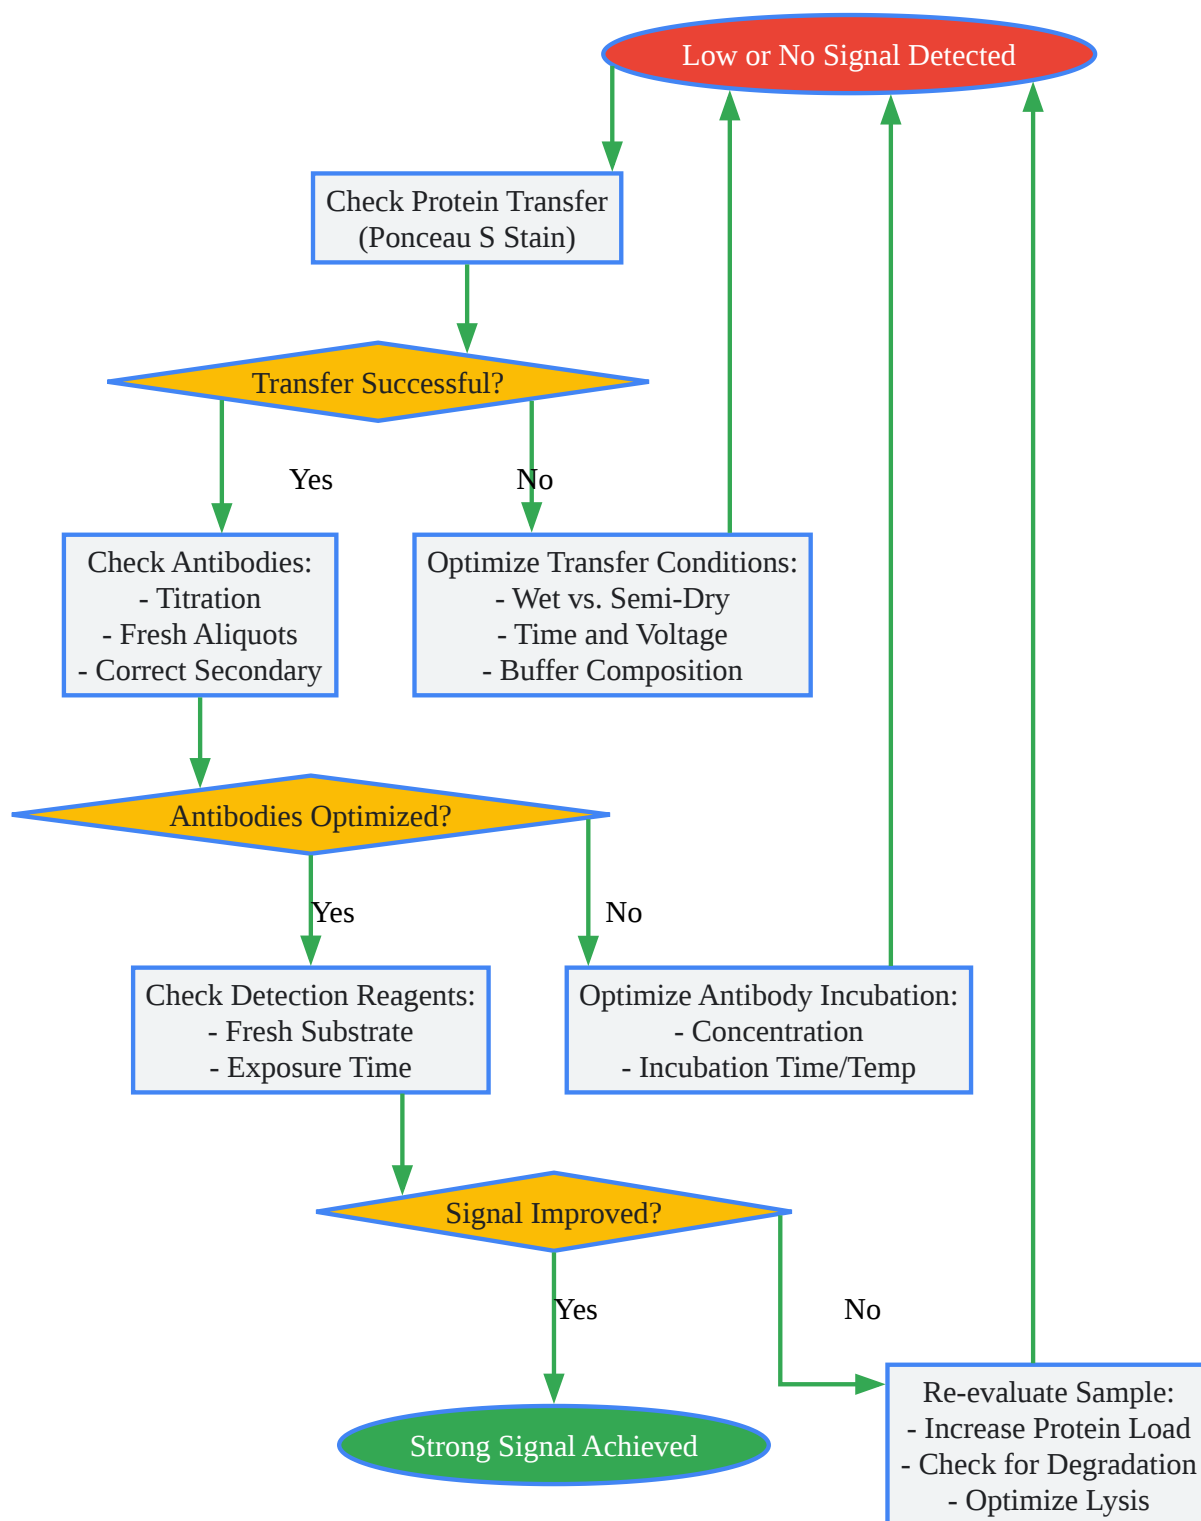 Low or No Signal Detected
Check Protein Transfer
(Ponceau S Stain)
Transfer Successful?
Yes
No
Check Antibodies:
- Titration
- Fresh Aliquots
- Correct Secondary
Optimize Transfer Conditions:
- Wet vs. Semi-Dry
- Time and Voltage
- Buffer Composition
Antibodies Optimized?
Yes
No
Check Detection Reagents:
- Fresh Substrate
- Exposure Time
Optimize Antibody Incubation:
- Concentration
- Incubation Time/Temp
Signal Improved?
Yes
No
Strong Signal Achieved
Re-evaluate Sample:
- Increase Protein Load
- Check for Degradation
- Optimize Lysis